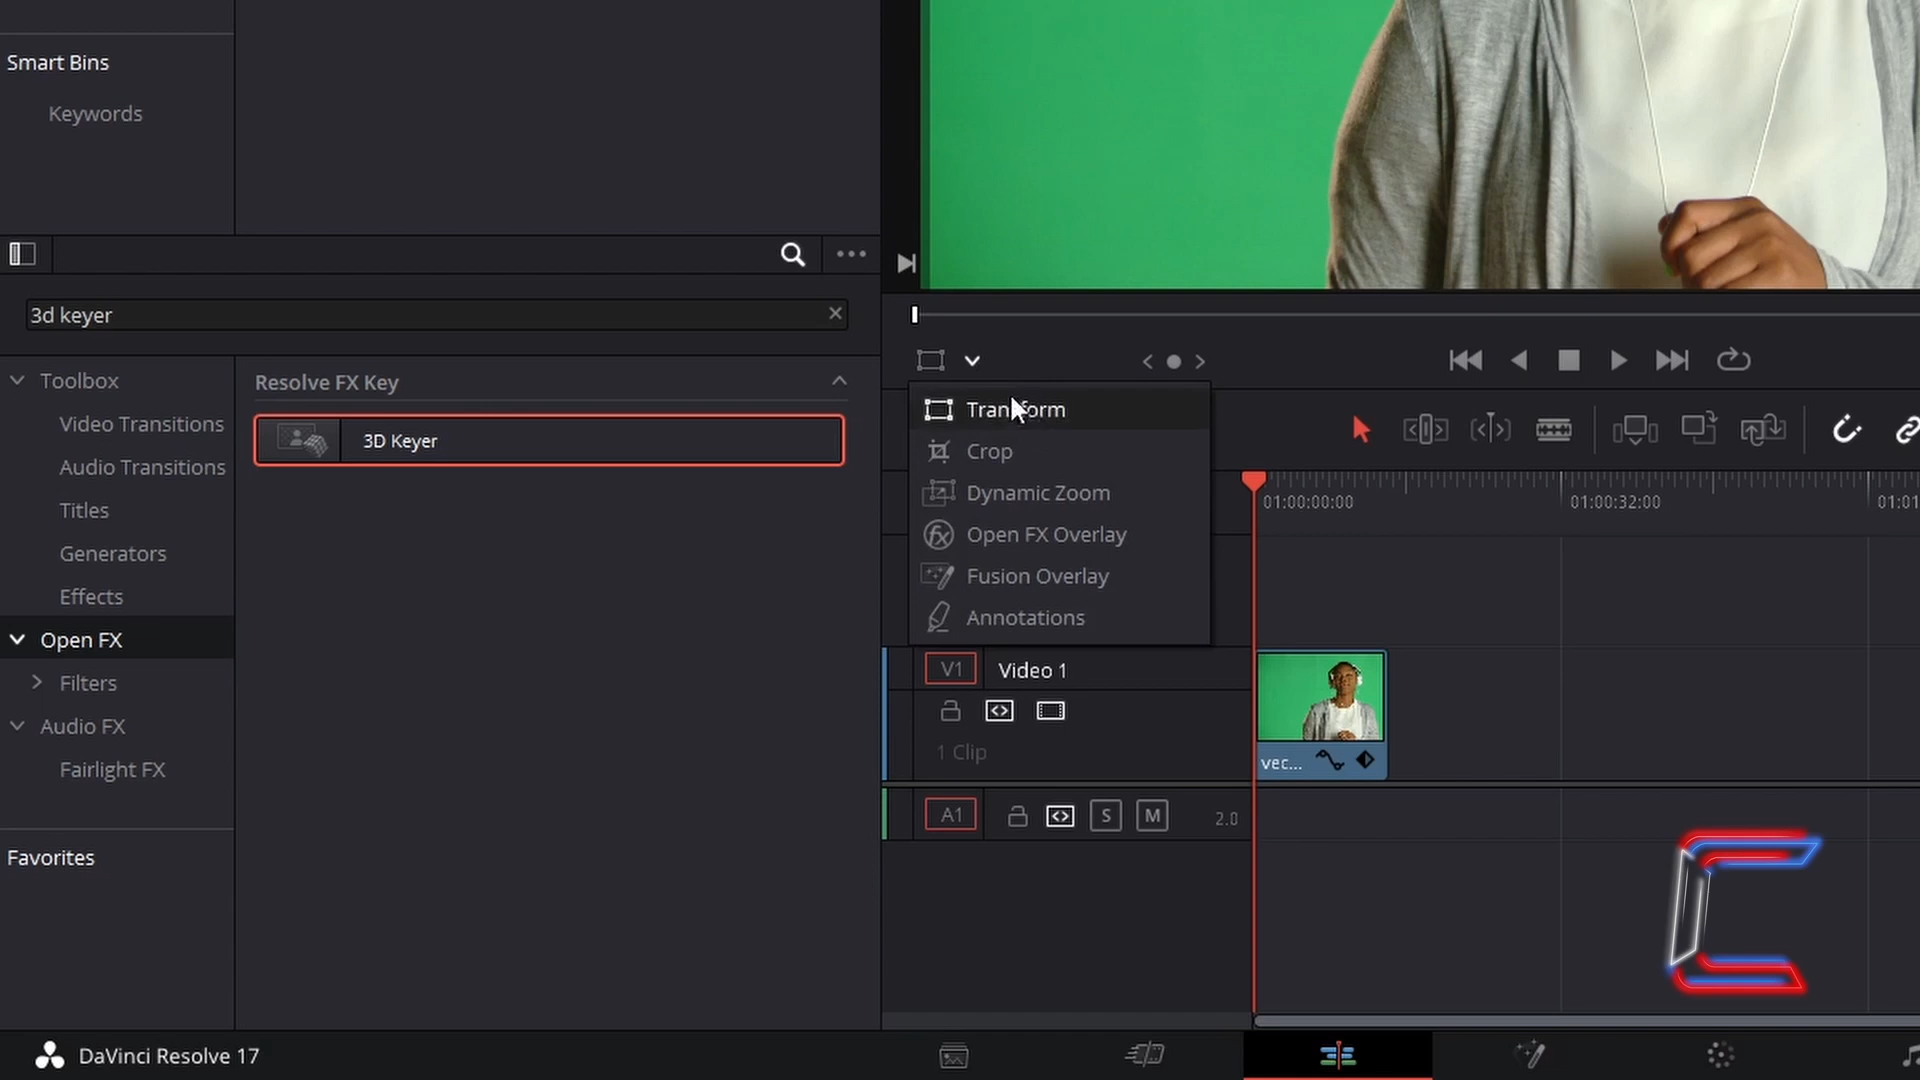 Smart Bins
Keywords
3d keyer
Toolbox
Video Transitions
Audio Transitions
Titles
Generators
Effects
Open FX
Filters
Audio FX
Fairlight FX
Favorites
Resolve FX Key
3D Keyer
Transform
Crop
Dynamic Zoom
Open FX Overlay
Fusion Overlay
Annotations
01:00:00:00
01:00:32:00
01:01
V1 Video 1
1 Clip
vec...
A1 S M 2.0
DaVinci Resolve 17